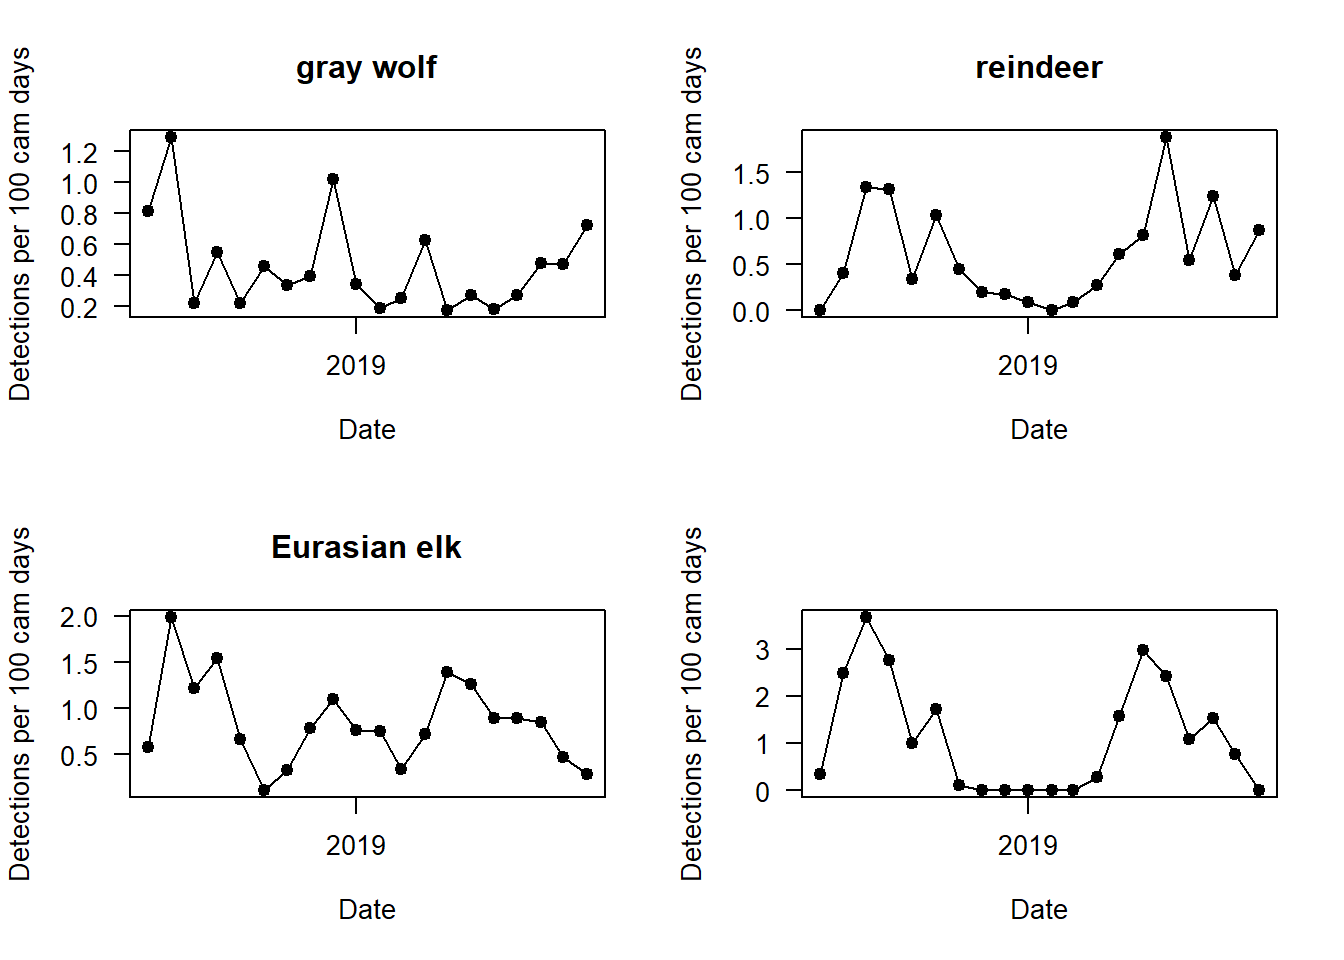 gray wolf
Detections per 100 cam days
1.2
1.0
0.8
0.6
0.4
0.2
2019
Date
reindeer
Detections per 100 cam days
1.5
1.0
0.5
0.0
2019
Date
Eurasian elk
Detections per 100 cam days
2.0
1.5
1.0
0.5
2019
Date
Detections per 100 cam days
3
2
1
0
2019
Date